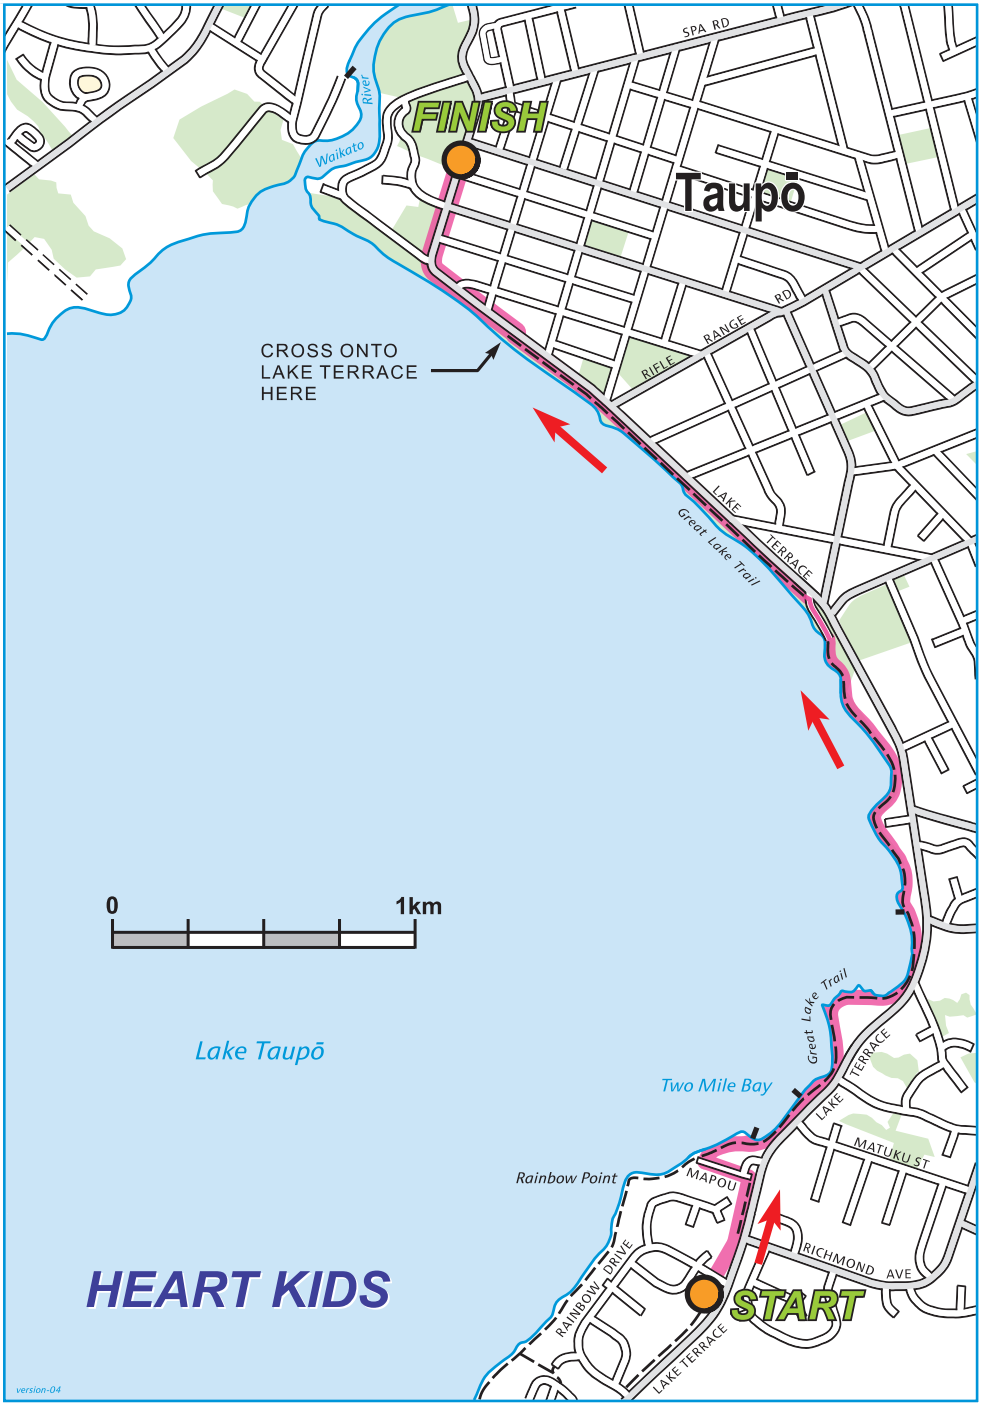 SPA RD
River
FINISH
Waikato
Taupō
RD
RANGE
RIFLE
CROSS ONTO
LAKE TERRACE
HERE
LAKE
TERRACE
Great Lake Trail
0 1km
Great Lake Trail
Lake Taupō
TERRACE
LAKE
Two Mile Bay
MATUKU ST
Rainbow Point
MAPOU
RICHMOND AVE
RAINBOW DRIVE
HEART KIDS
START
LAKE TERRACE
version-04